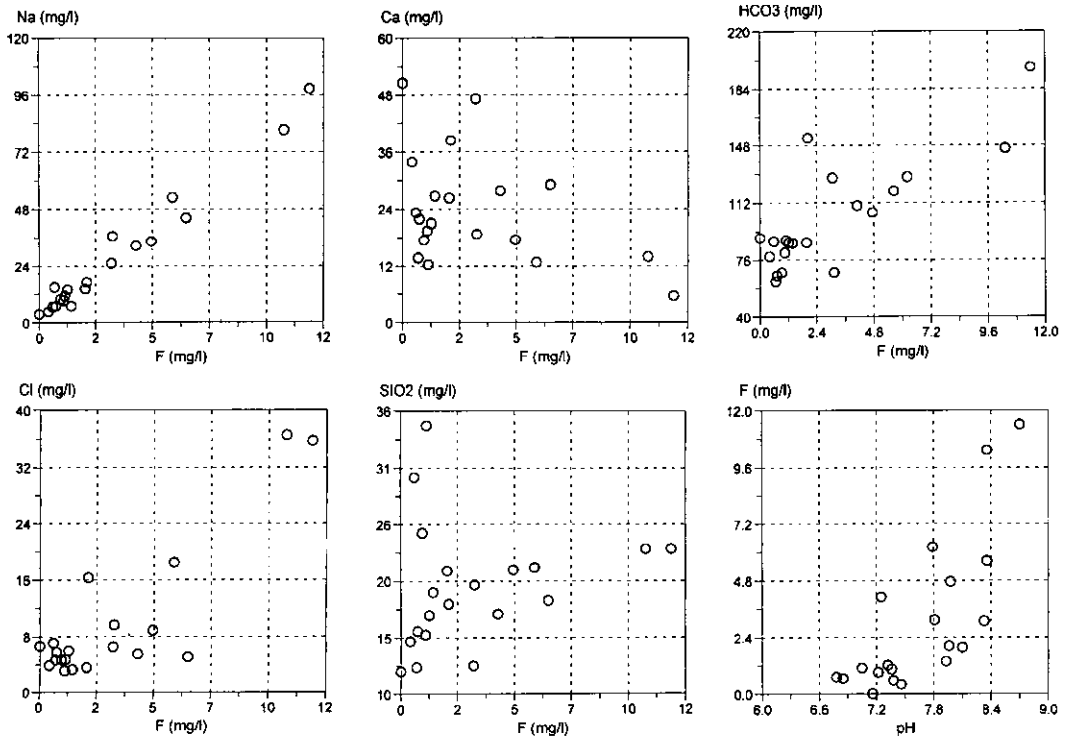 Na (mg/l)
120
96
72
48
24
0
0 2 5 7 10 12
F (mg/l)
Ca (mg/l)
60
48
36
24
12
0
0 2 5 7 10 12
F (mg/l)
HCO3 (mg/l)
220
184
148
112
76
40
0.0 2.4 4.8 7.2 9.6 12.0
F (mg/l)
Cl (mg/l)
40
32
24
16
8
0
0 2 5 7 10 12
F (mg/l)
SIO2 (mg/l)
36
31
26
20
15
10
0 2 5 7 10 12
F (mg/l)
F (mg/l)
12.0
9.6
7.2
4.8
2.4
0.0
6.0 6.6 7.2 7.8 8.4 9.0
pH